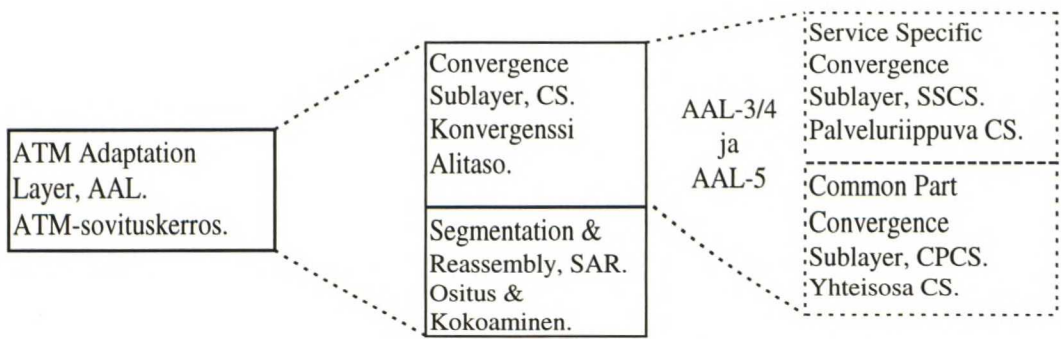 ATM Adaptation
Layer, AAL.
ATM-sovituskerros.
Convergence
Sublayer, CS.
Konvergenssi
Alitaso.
Segmentation &
Reassembly, SAR.
Ositus &
Kokoaminen.
AAL-3/4
ja
AAL-5
Service Specific
Convergence
Sublayer, SSCS.
Palveluriippuva CS.
Common Part
Convergence
Sublayer, CPCS.
Yhteisosa CS.